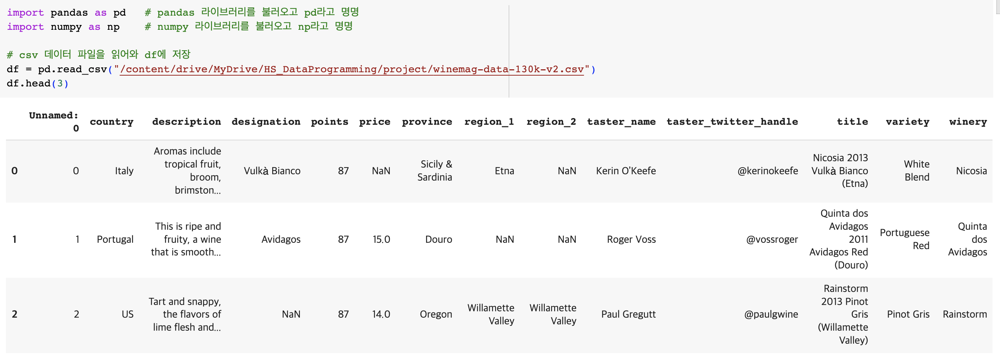 import pandas as pd   # pandas 라이브러리를 불러오고 pd라고 명명
import numpy as np    # numpy 라이브러리를 불러오고 np라고 명명
# csv 데이터 파일을 읽어와 df에 저장
df = pd.read_csv("/content/drive/MyDrive/HS_DataProgramming/project/winemag-data-130k-v2.csv")
df.head(3)
Unnamed: 0 country description designation points price province region_1 region_2 taster_name taster_twitter_handle title variety winery
0 0 Italy Aromas include tropical fruit, broom, brimston... Vulkà Bianco 87 NaN Sicily & Sardinia Etna NaN Kerin O’Keefe @kerinokeefe Nicosia 2013 Vulkà Bianco (Etna) White Blend Nicosia
1 1 Portugal This is ripe and fruity, a wine that is smooth... Avidagos 87 15.0 Douro NaN NaN Roger Voss @vossroger Quinta dos Avidagos 2011 Avidagos Red (Douro) Portuguese Red Quinta dos Avidagos
2 2 US Tart and snappy, the flavors of lime flesh and... NaN 87 14.0 Oregon Willamette Valley Willamette Valley Paul Gregutt @paulgwine Rainstorm 2013 Pinot Gris (Willamette Valley) Pinot Gris Rainstorm